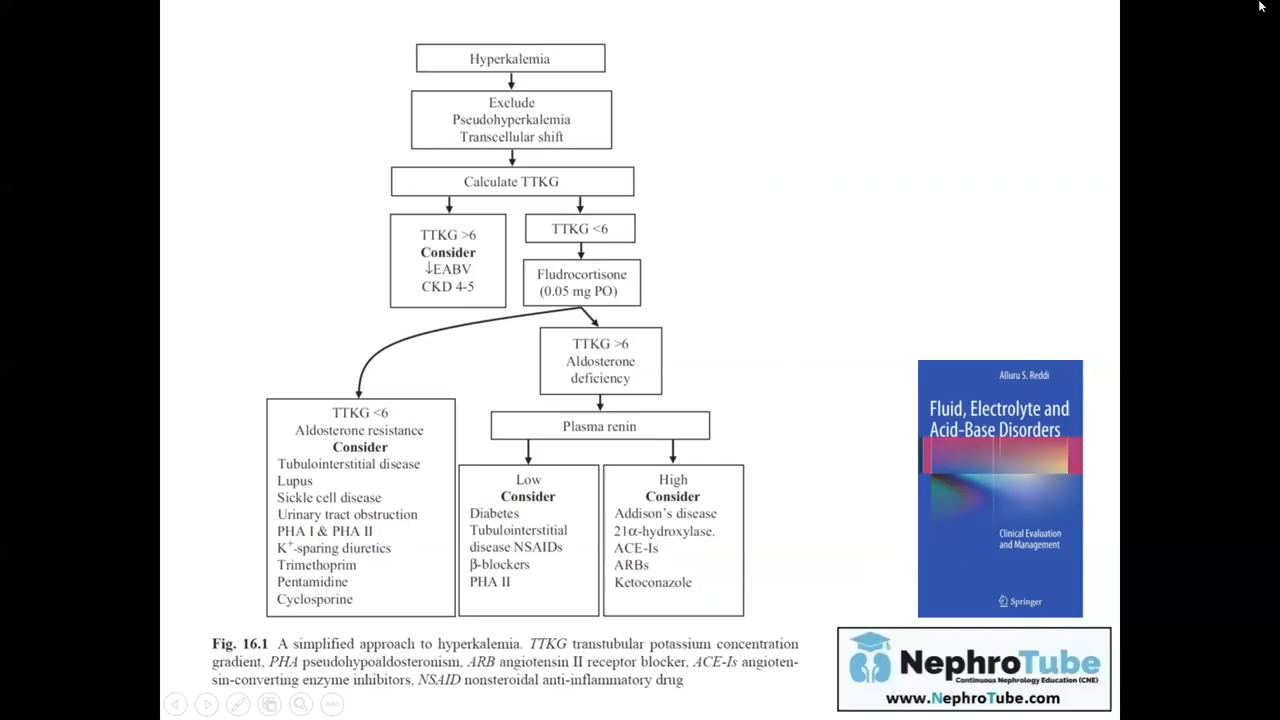 Hyperkalemia
Exclude
Pseudohyperkalemia
Transcellular shift
Calculate TTKG
TTKG >6
Consider
↓EABV
CKD 4-5
TTKG <6
Fludrocortisone
(0.05 mg PO)
TTKG >6
Aldosterone
deficiency
TTKG <6
Aldosterone resistance
Consider
Tubulointerstitial disease
Lupus
Sickle cell disease
Urinary tract obstruction
PHA I & PHA II
K⁺-sparing diuretics
Trimethoprim
Pentamidine
Cyclosporine
Plasma renin
Low
Consider
Diabetes
Tubulointerstitial
disease NSAIDs
β-blockers
PHA II
High
Consider
Addison's disease
21α-hydroxylase.
ACE-Is
ARBs
Ketoconazole
Fig. 16.1 A simplified approach to hyperkalemia. TTKG transtubular potassium concentration
gradient, PHA pseudohypoaldosteronism, ARB angiotensin II receptor blocker, ACE-Is angioten-
sin-converting enzyme inhibitors, NSAID nonsteroidal anti-inflammatory drug
Alluru S. Reddi
Fluid, Electrolyte and
Acid-Base Disorders
Clinical Evaluation
and Management
Springer
NephroTube
Continuous Nephrology Education (CNE)
www.NephroTube.com